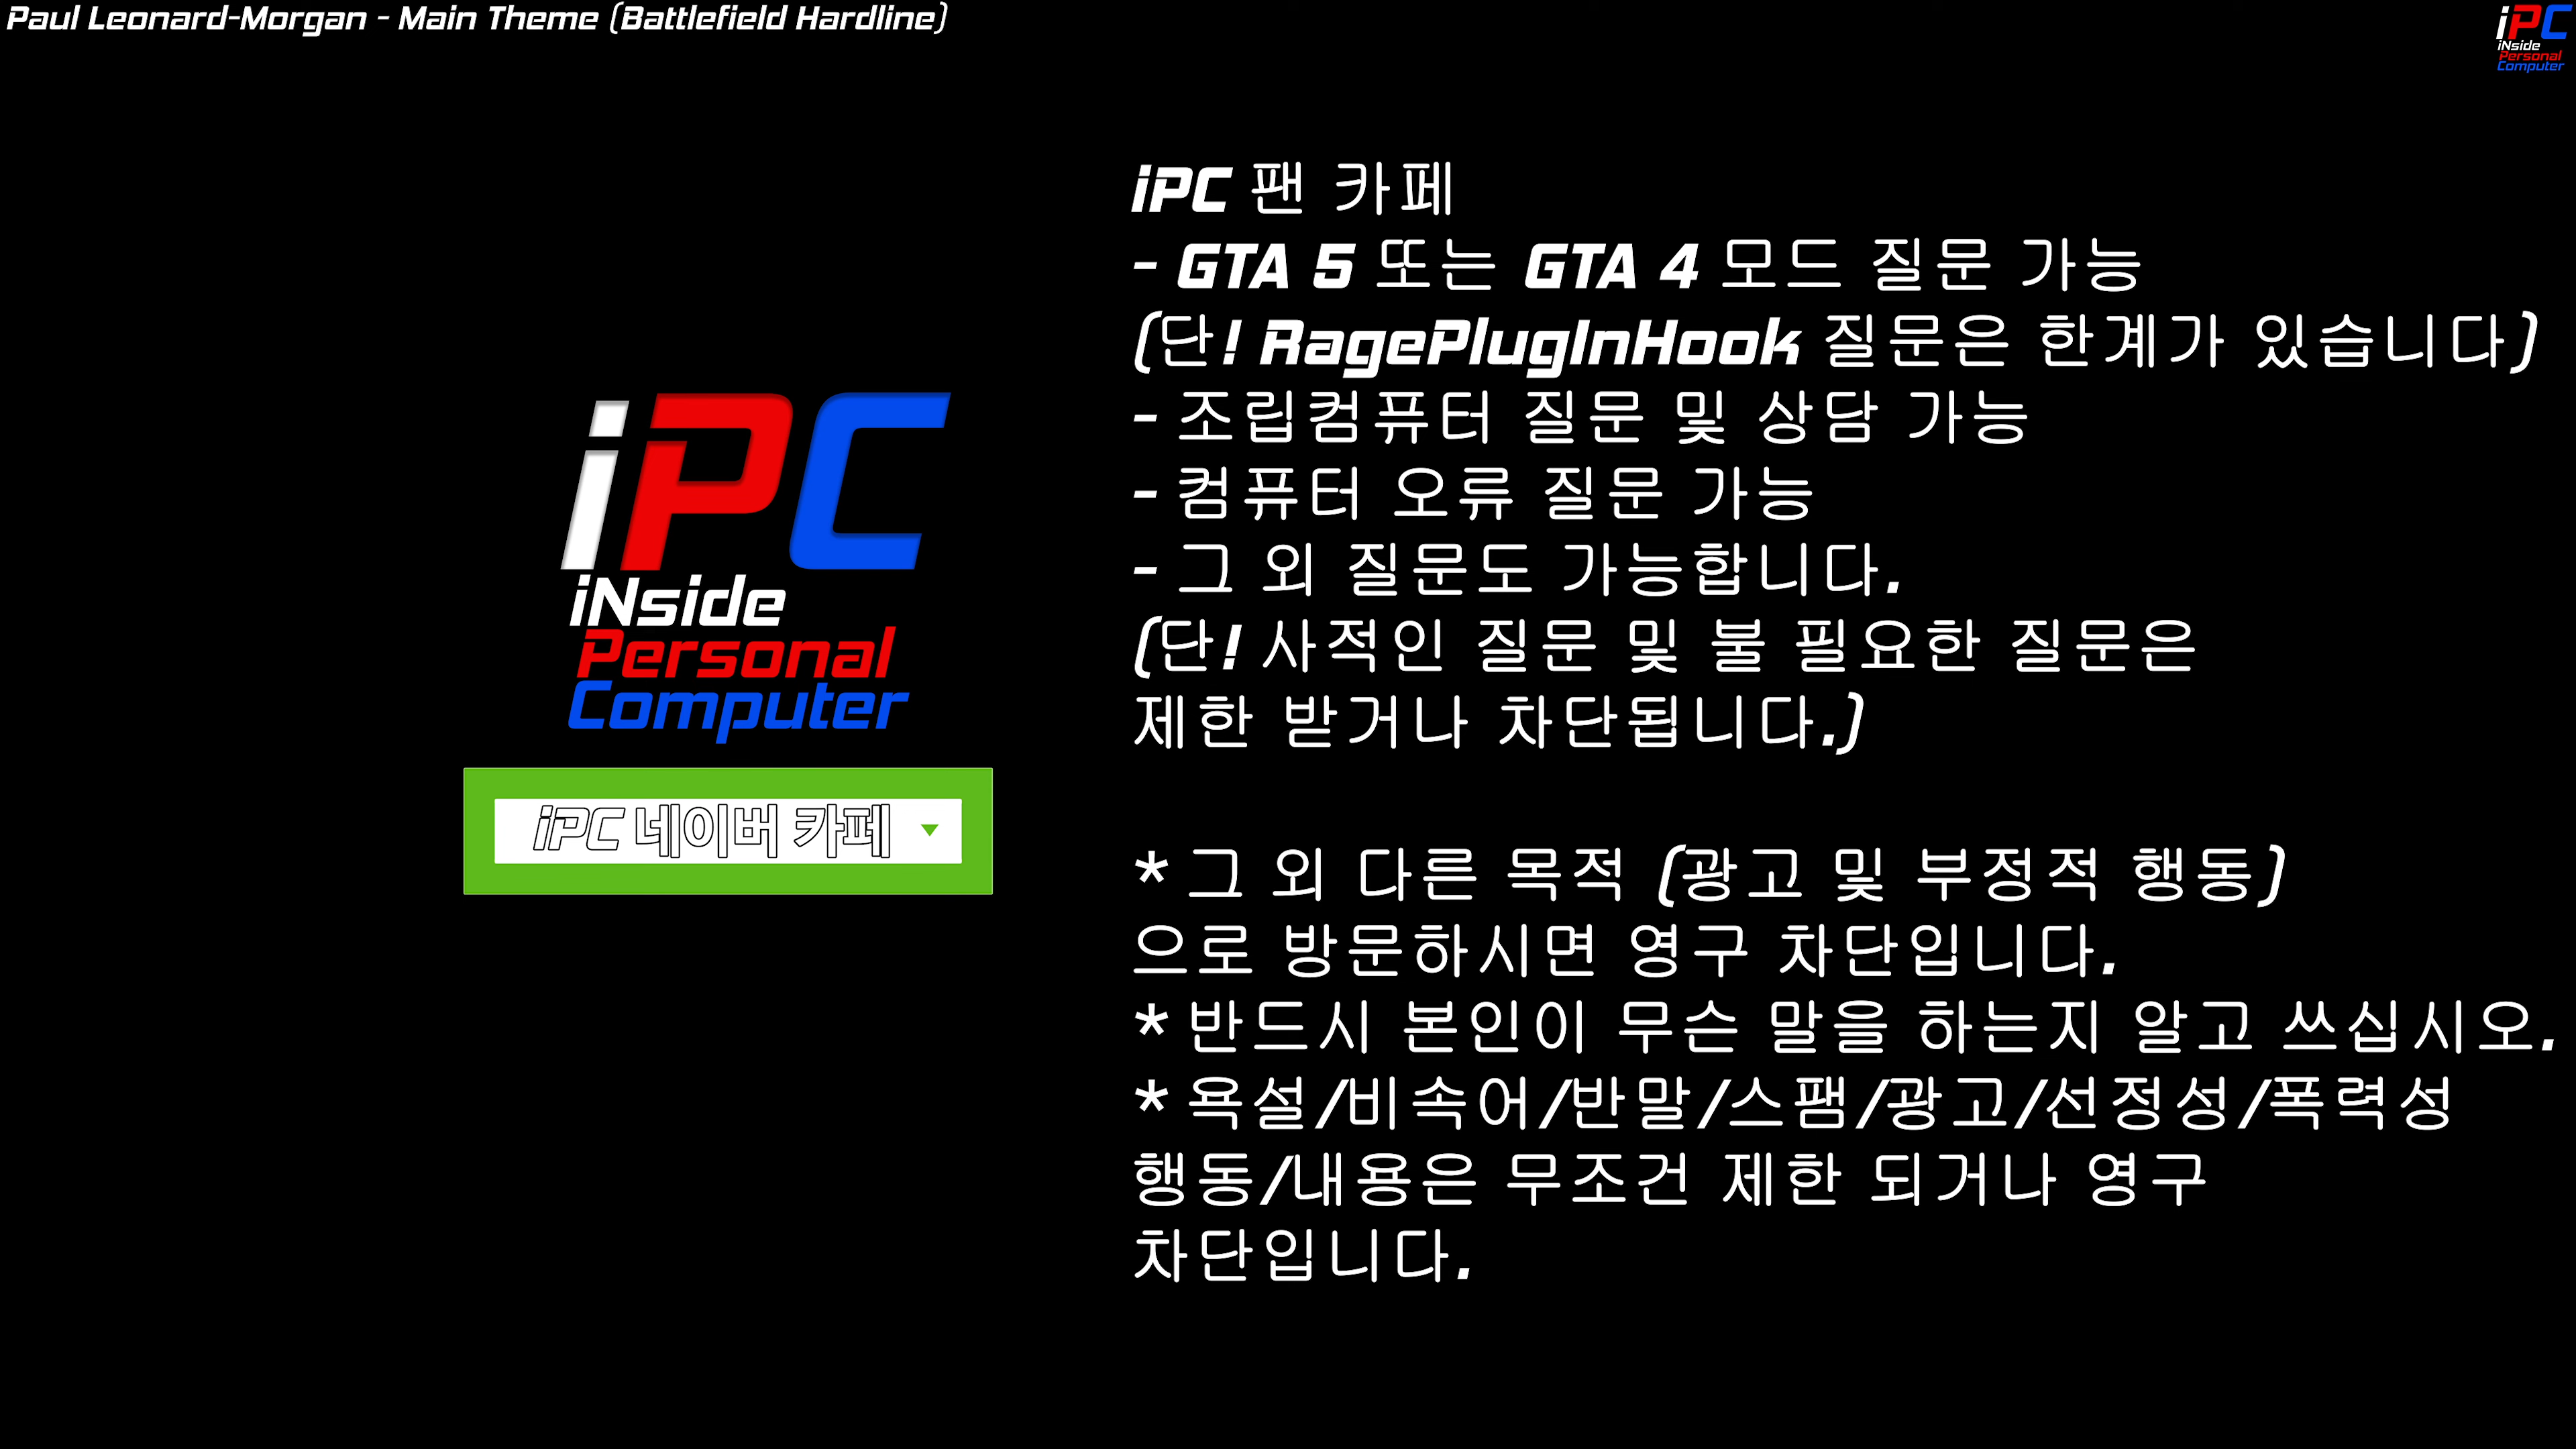 Paul Leonard-Morgan - Main Theme (Battlefield Hardline)
iPC
iNside
Personal
Computer
iPC
iNside
Personal
Computer
iPC 네이버 카페
iPC 팬 카페
- GTA 5 또는 GTA 4 모드 질문 가능
(단! RagePlugInHook 질문은 한계가 있습니다)
- 조립컴퓨터 질문 및 상담 가능
- 컴퓨터 오류 질문 가능
- 그 외 질문도 가능합니다.
(단! 사적인 질문 및 불 필요한 질문은
제한 받거나 차단됩니다.)
* 그 외 다른 목적 (광고 및 부정적 행동)
으로 방문하시면 영구 차단입니다.
* 반드시 본인이 무슨 말을 하는지 알고 쓰십시오.
* 욕설/비속어/반말/스팸/광고/선정성/폭력성
행동/내용은 무조건 제한 되거나 영구
차단입니다.